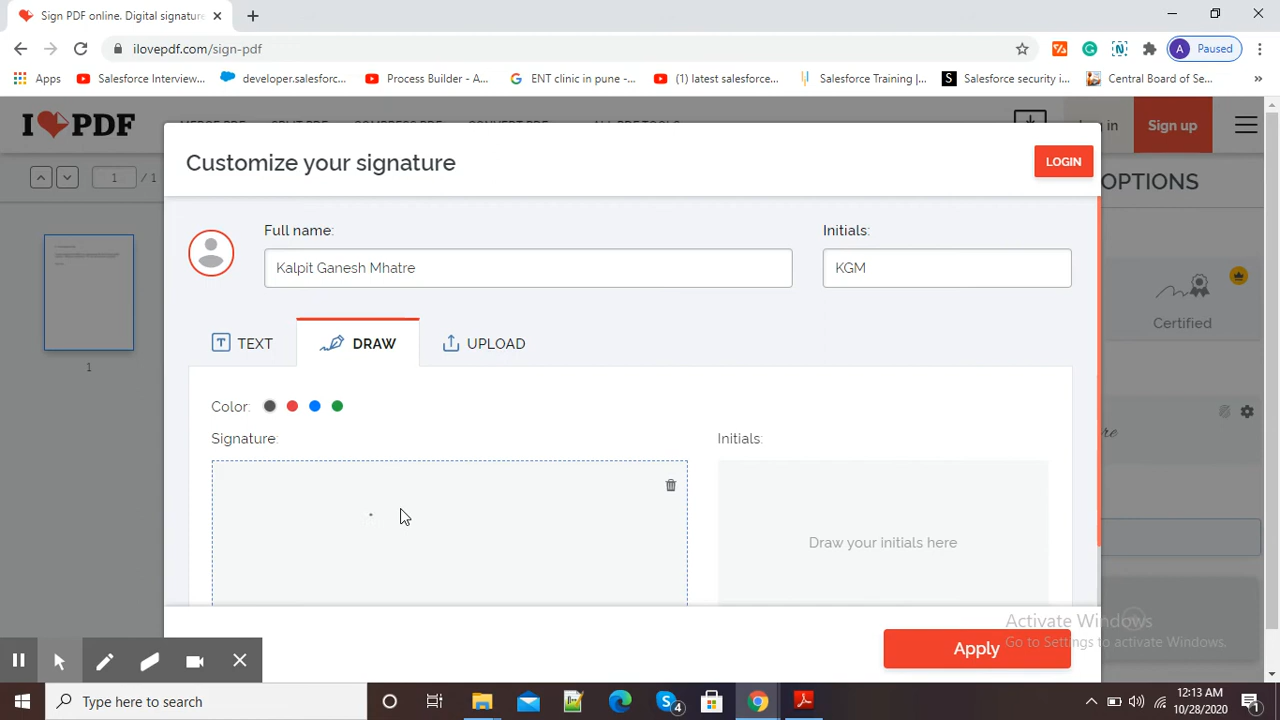 Sign PDF online. Digital signature
ilovepdf.com/sign-pdf
A Paused
Apps
Salesforce Interview...
developer.salesforc...
Process Builder - A...
ENT clinic in pune -...
(1) latestsalesforce...
Salesforce Training |...
S Salesforce security i...
Central Board of Se...
I PDF
Sign up
Customize your signature
LOGIN
1 / 1
OPTIONS
Full name:
Initials:
Kalpit Ganesh Mhatre
KGM
TEXT
DRAW
UPLOAD
Certified
1
Color:
Signature:
Initials:
Draw your initials here
Activate Windows
Go to Settings to activate Windows.
Apply
Type here to search
4
12:13 AM
10/28/2020
1